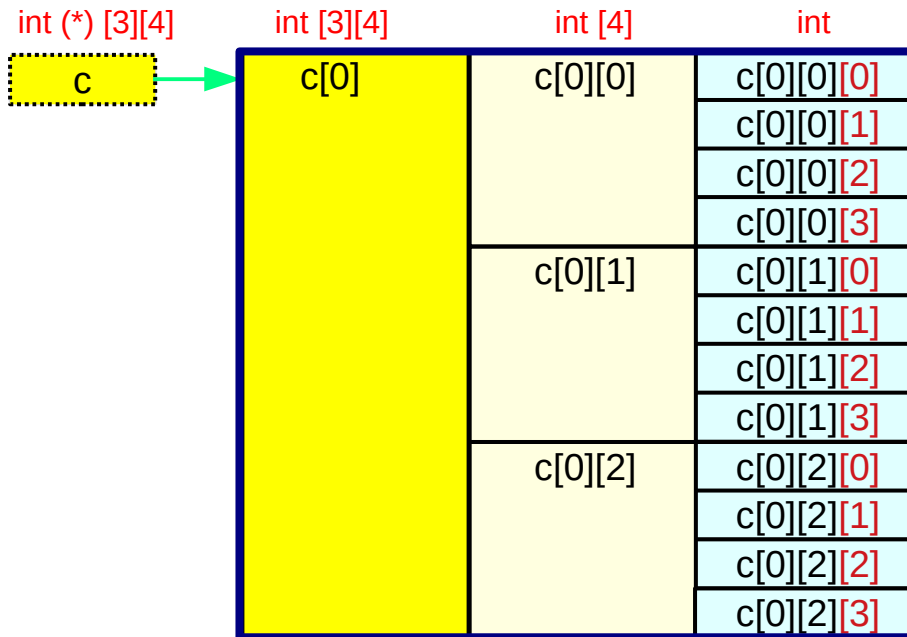 int (*) [3][4] int [3][4] int [4] int
c c[0] c[0][0] c[0][0][0]
c[0][0][1]
c[0][0][2]
c[0][0][3]
c[0][1] c[0][1][0]
c[0][1][1]
c[0][1][2]
c[0][1][3]
c[0][2] c[0][2][0]
c[0][2][1]
c[0][2][2]
c[0][2][3]